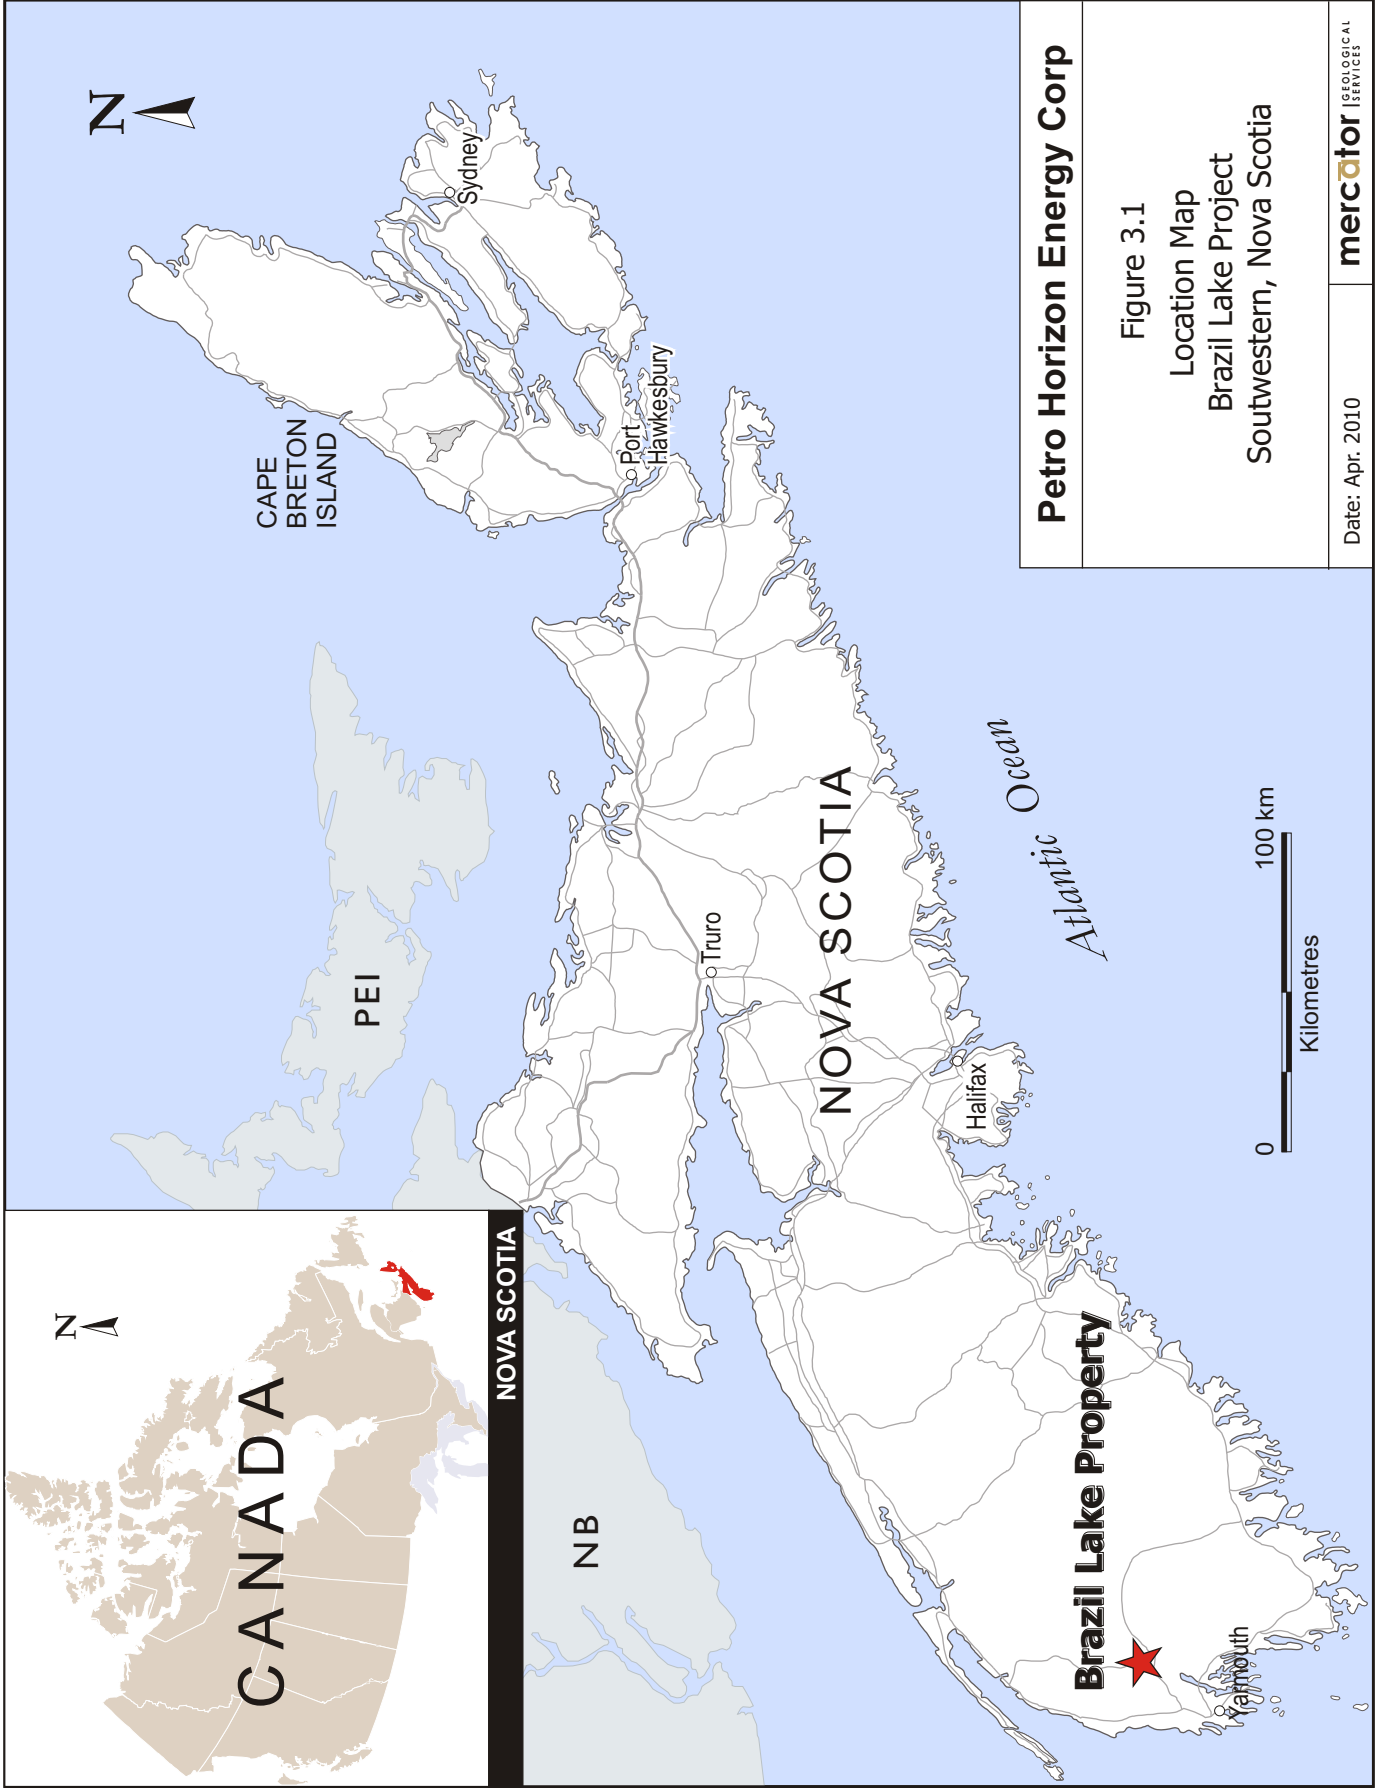 N
CANADA
NOVA SCOTIA
N
CAPE
BRETON
ISLAND
Sydney
Port
Hawkesbury
PEI
Truro
NOVA SCOTIA
Halifax
Atlantic Ocean
NB
Brazil Lake Property
Yarmouth
0 100 km
Kilometres
Petro Horizon Energy Corp
Figure 3.1
Location Map
Brazil Lake Project
Soutwestern, Nova Scotia
Date: Apr. 2010
mercator GEOLOGICAL
SERVICES